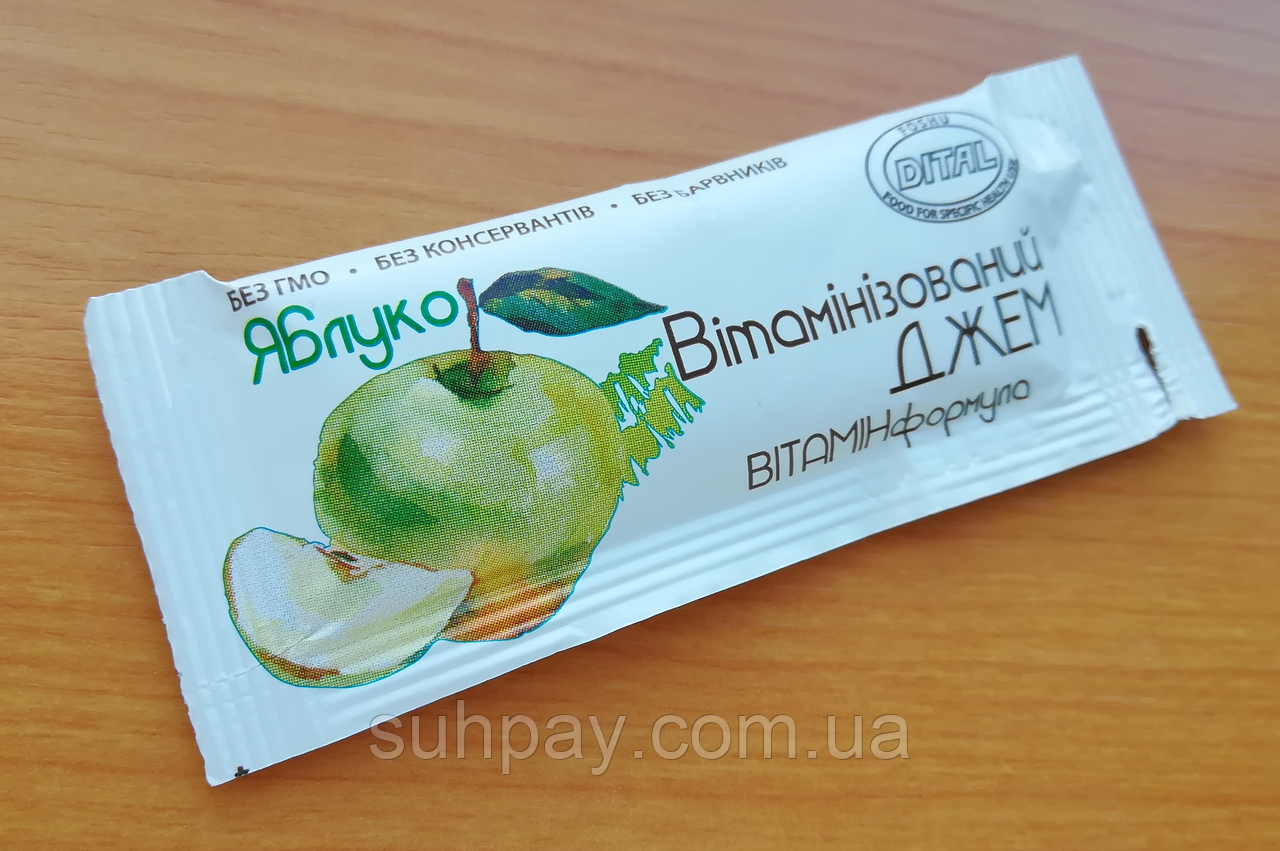 БЕЗ ГМО • БЕЗ КОНСЕРВАНТІВ • БЕЗ БАРВНИКІВ
FOSHU
DITAL
FOOD FOR SPECIFIC HEALTH USE
Яблуко
Вітамінізований
ДЖЕМ
ВІТАМІНформула
suhpay.com.ua